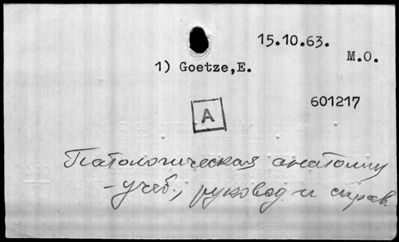 15.10.63.
M.O.
1) Goetze,E.
601217
A
Патологическая анатомия
- учеб., руковод и справ.